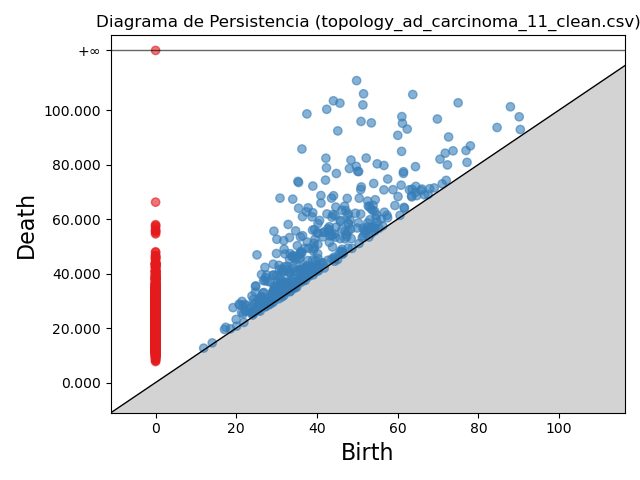 Diagrama de Persistencia (topology_ad_carcinoma_11_clean.csv)
+∞
100.000
80.000
60.000
40.000
20.000
0.000
Death
0 20 40 60 80 100
Birth